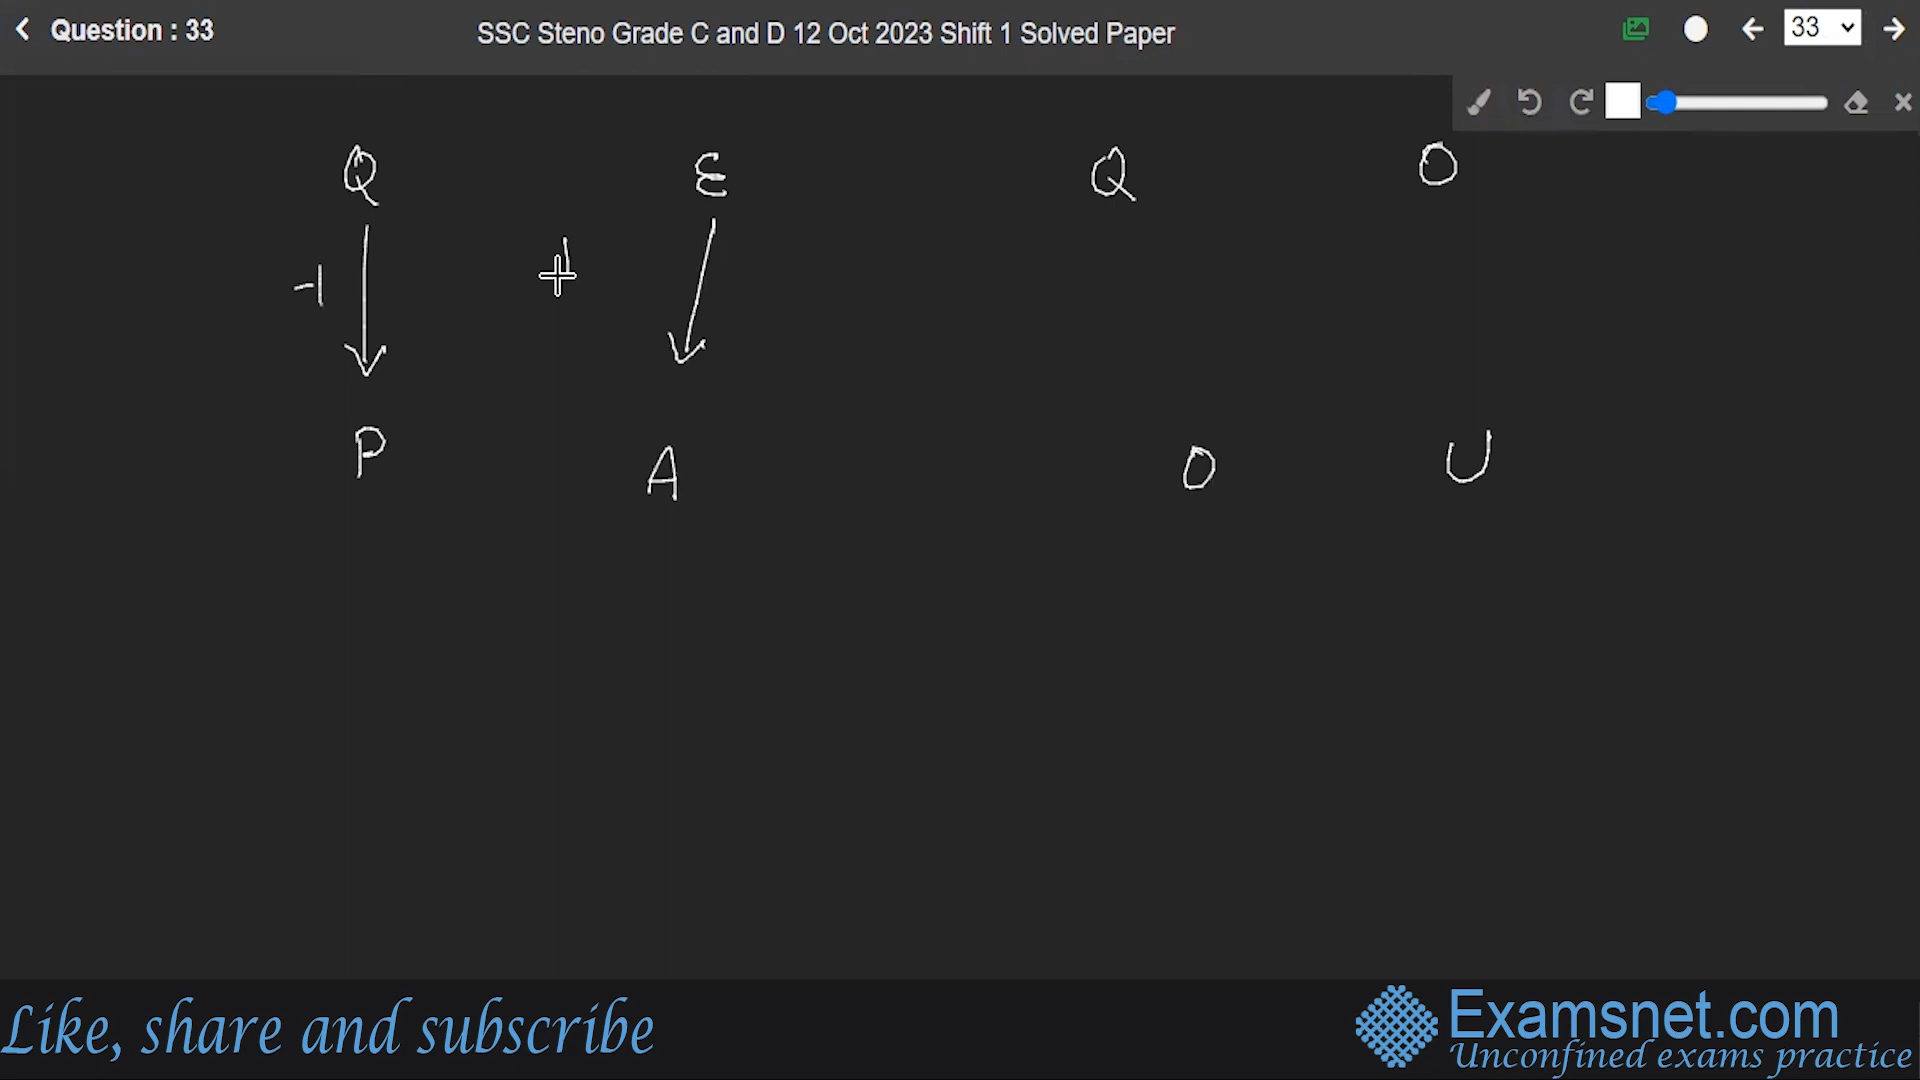 Question : 33
SSC Steno Grade C and D 12 Oct 2023 Shift 1 Solved Paper
33
Q E Q O
-1
P A O U
Like, share and subscribe
Examsnet.com
Unconfined exams practice